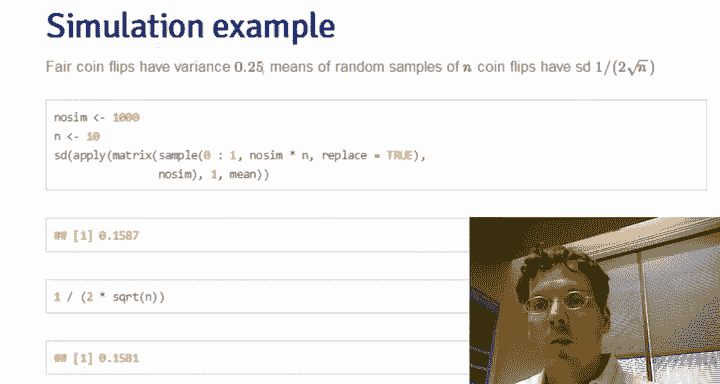 Simulation example
Fair coin flips have variance 0.25, means of random samples of n coin flips have sd 1/(2√n)
nosim <- 1000
n <- 10
sd(apply(matrix(sample(0 : 1, nosim * n, replace = TRUE),
nosim), 1, mean))
## [1] 0.1587
1 / (2 * sqrt(n))
## [1] 0.1581